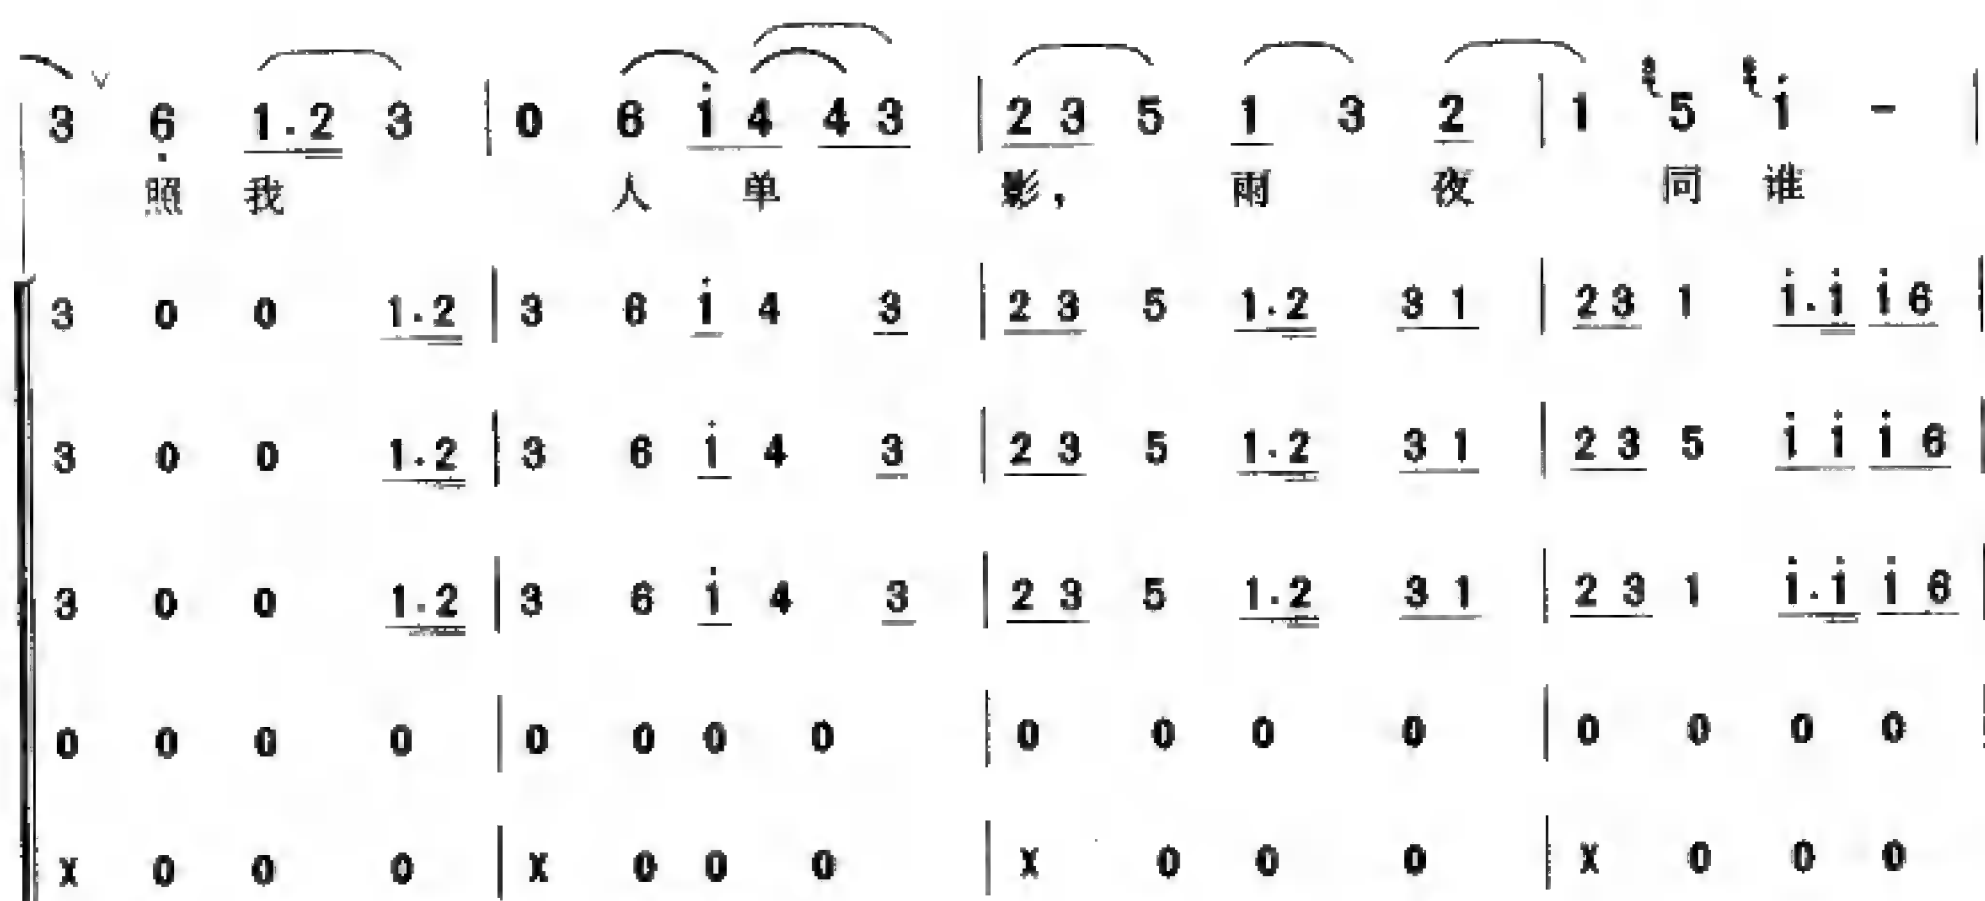 3 6 1.2 3 | 0 6 i 4 4 3 | 2 3 5 1 3 2 | 1 5 i - |
照 我 人 单 影， 雨 夜 同 谁
3 0 0 1.2 | 3 6 i 4 3 | 2 3 5 1.2 3 1 | 2 3 1 i.i i 6 |
3 0 0 1.2 | 3 6 i 4 3 | 2 3 5 1.2 3 1 | 2 3 5 i i i 6 |
3 0 0 1.2 | 3 6 i 4 3 | 2 3 5 1.2 3 1 | 2 3 1 i.i i 6 |
0 0 0 0 | 0 0 0 0 | 0 0 0 0 | 0 0 0 0 |
X 0 0 0 | X 0 0 0 | X 0 0 0 | X 0 0 0